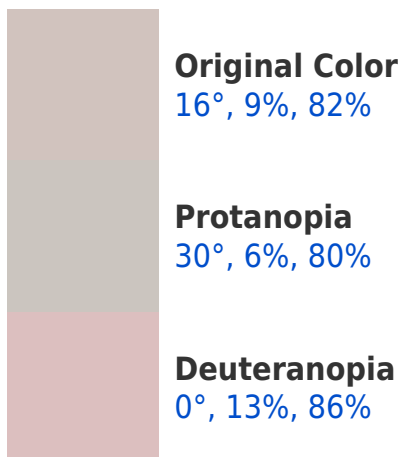 Original Color
16°, 9%, 82%
Protanopia
30°, 6%, 80%
Deuteranopia
0°, 13%, 86%